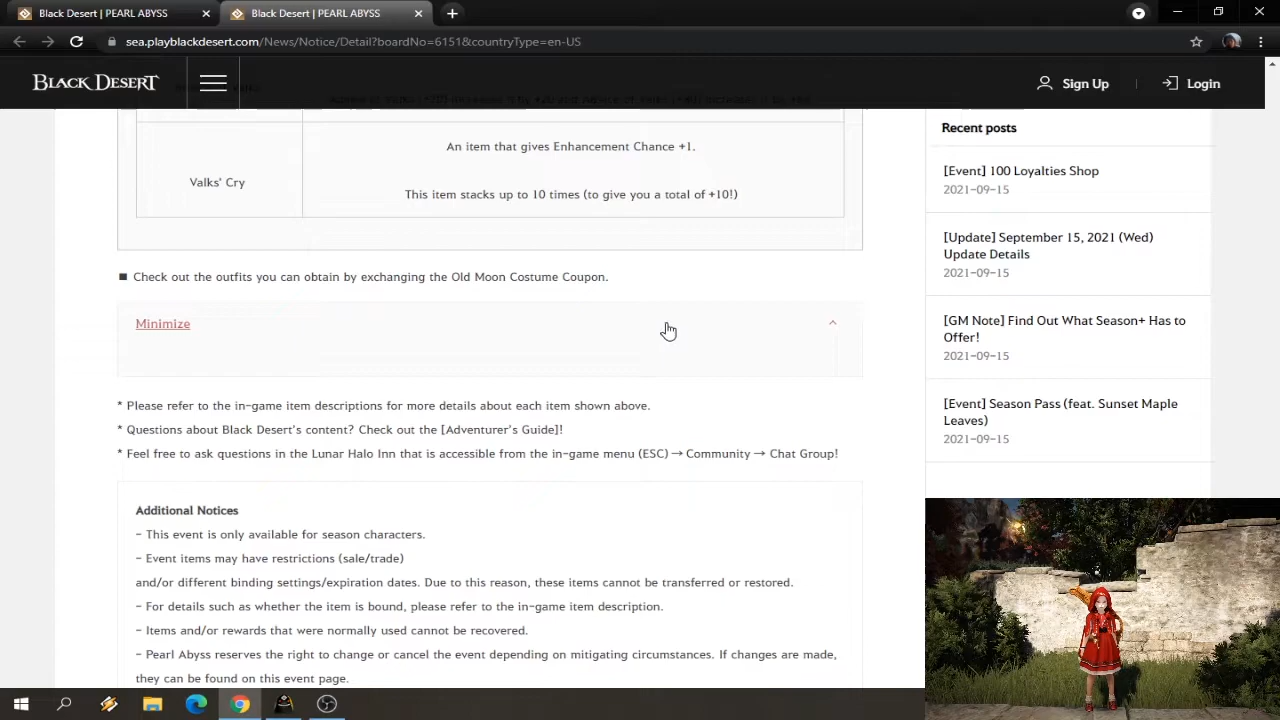 Black Desert | PEARL ABYSS
Black Desert | PEARL ABYSS
sea.playblackdesert.com/News/Notice/Detail?boardNo=6151&countryType=en-US
BLACK DESERT
Sign Up
Login
An item that gives Enhancement Chance +1.
Valks' Cry
This item stacks up to 10 times (to give you a total of +10!)
■ Check out the outfits you can obtain by exchanging the Old Moon Costume Coupon.
Minimize
* Please refer to the in-game item descriptions for more details about each item shown above.
* Questions about Black Desert's content? Check out the [Adventurer's Guide]!
* Feel free to ask questions in the Lunar Halo Inn that is accessible from the in-game menu (ESC) → Community → Chat Group!
Additional Notices
- This event is only available for season characters.
- Event items may have restrictions (sale/trade)
and/or different binding settings/expiration dates. Due to this reason, these items cannot be transferred or restored.
- For details such as whether the item is bound, please refer to the in-game item description.
- Items and/or rewards that were normally used cannot be recovered.
- Pearl Abyss reserves the right to change or cancel the event depending on mitigating circumstances. If changes are made,
they can be found on this event page.
Recent posts
[Event] 100 Loyalties Shop
2021-09-15
[Update] September 15, 2021 (Wed)
Update Details
2021-09-15
[GM Note] Find Out What Season+ Has to
Offer!
2021-09-15
[Event] Season Pass (feat. Sunset Maple
Leaves)
2021-09-15